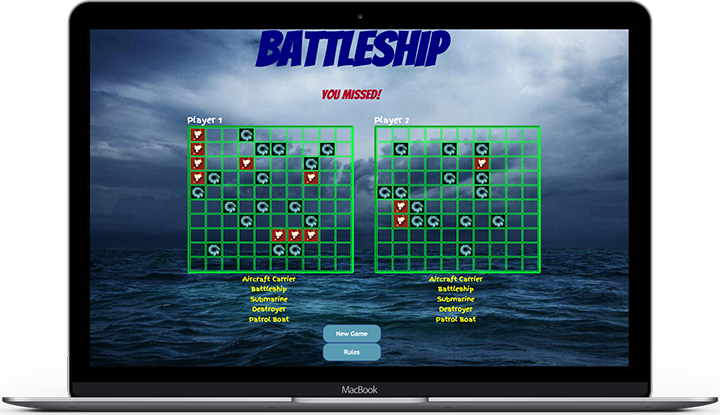 BATTLESHIP
YOU MISSED!
Player 1
Player 2
Aircraft Carrier
Battleship
Submarine
Destroyer
Patrol Boat
Aircraft Carrier
Battleship
Submarine
Destroyer
Patrol Boat
New Game
Rules
MacBook